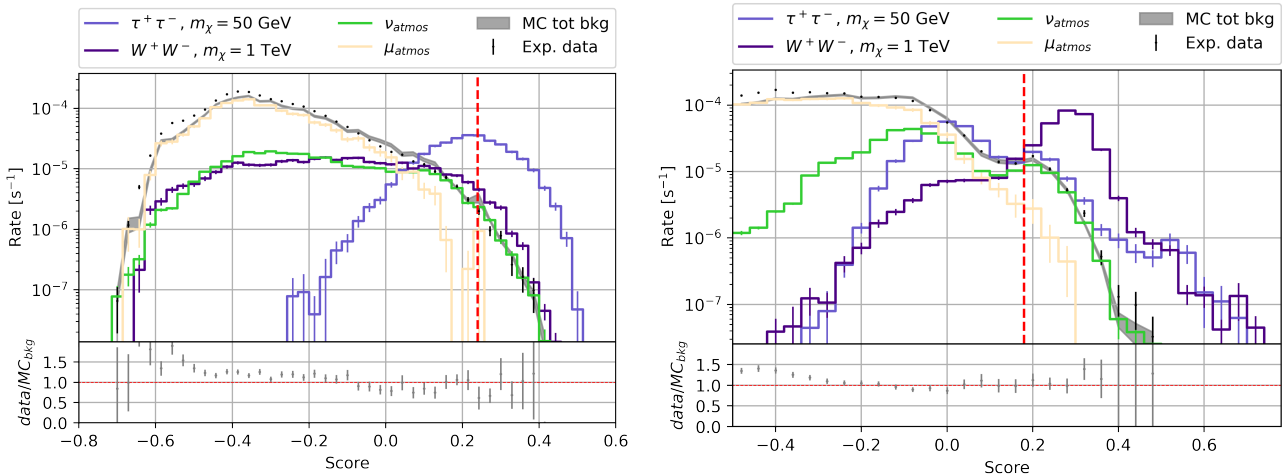 τ⁺τ⁻, mχ = 50 GeV
W⁺W⁻, mχ = 1 TeV
ν_atmos
μ_atmos
MC tot bkg
Exp. data
Rate [s⁻¹]
10⁻⁴
10⁻⁵
10⁻⁶
10⁻⁷
data/MC_bkg
1.5
1.0
0.5
0.0
−0.8 −0.6 −0.4 −0.2 0.0 0.2 0.4 0.6
Score
τ⁺τ⁻, mχ = 50 GeV
W⁺W⁻, mχ = 1 TeV
ν_atmos
μ_atmos
MC tot bkg
Exp. data
Rate [s⁻¹]
10⁻⁴
10⁻⁵
10⁻⁶
10⁻⁷
data/MC_bkg
1.5
1.0
0.5
0.0
−0.4 −0.2 0.0 0.2 0.4 0.6
Score